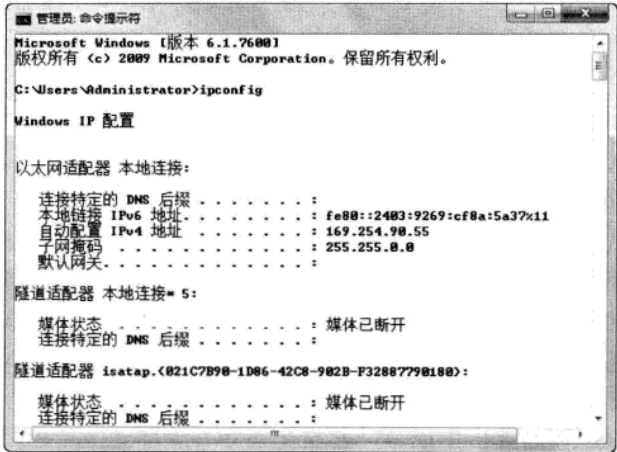 管理员: 命令提示符
Microsoft Windows [版本 6.1.7600]
版权所有 (c) 2009 Microsoft Corporation。保留所有权利。
C:\Users\Administrator>ipconfig
Windows IP 配置
以太网适配器 本地连接:
连接特定的 DNS 后缀 . . . . . . . :
本地链接 IPv6 地址. . . . . . . . : fe80::2403:9269:cf8a:5a37%11
自动配置 IPv4 地址 . . . . . . . : 169.254.90.55
子网掩码 . . . . . . . . . . . . : 255.255.0.0
默认网关. . . . . . . . . . . . . :
隧道适配器 本地连接* 5:
媒体状态 . . . . . . . . . . . . : 媒体已断开
连接特定的 DNS 后缀 . . . . . . . :
隧道适配器 isatap.{021C7B90-1D86-42C8-902B-F32887790180}:
媒体状态 . . . . . . . . . . . . : 媒体已断开
连接特定的 DNS 后缀 . . . . . . . :